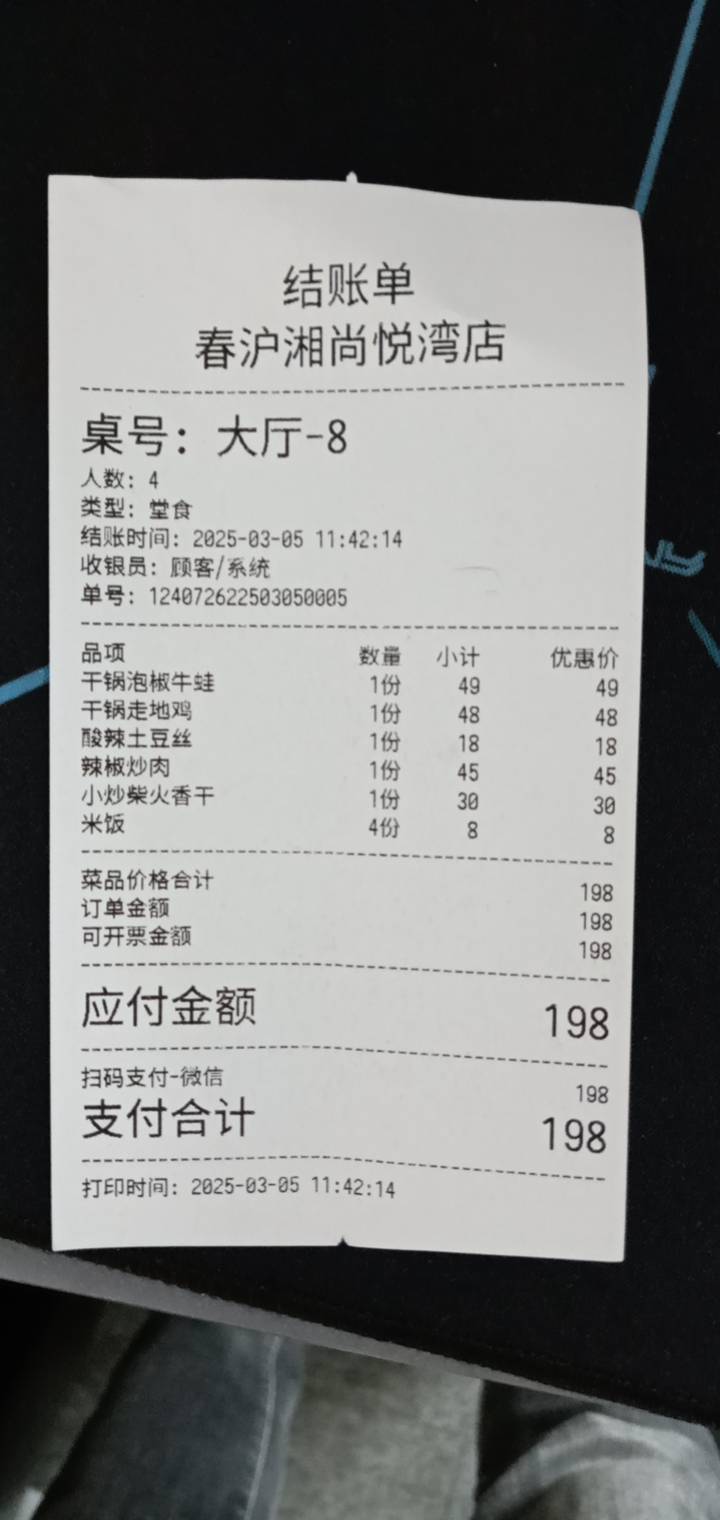 结账单
春沪湘尚悦湾店
桌号：大厅-8
人数：4
类型：堂食
结账时间：2025-03-05 11:42:14
收银员：顾客/系统
单号：124072622503050005
品项 数量 小计 优惠价
干锅泡椒牛蛙 1份 49 49
干锅走地鸡 1份 48 48
酸辣土豆丝 1份 18 18
辣椒炒肉 1份 45 45
小炒柴火香干 1份 30 30
米饭 4份 8 8
菜品价格合计 198
订单金额 198
可开票金额 198
应付金额 198
扫码支付-微信 198
支付合计 198
打印时间：2025-03-05 11:42:14